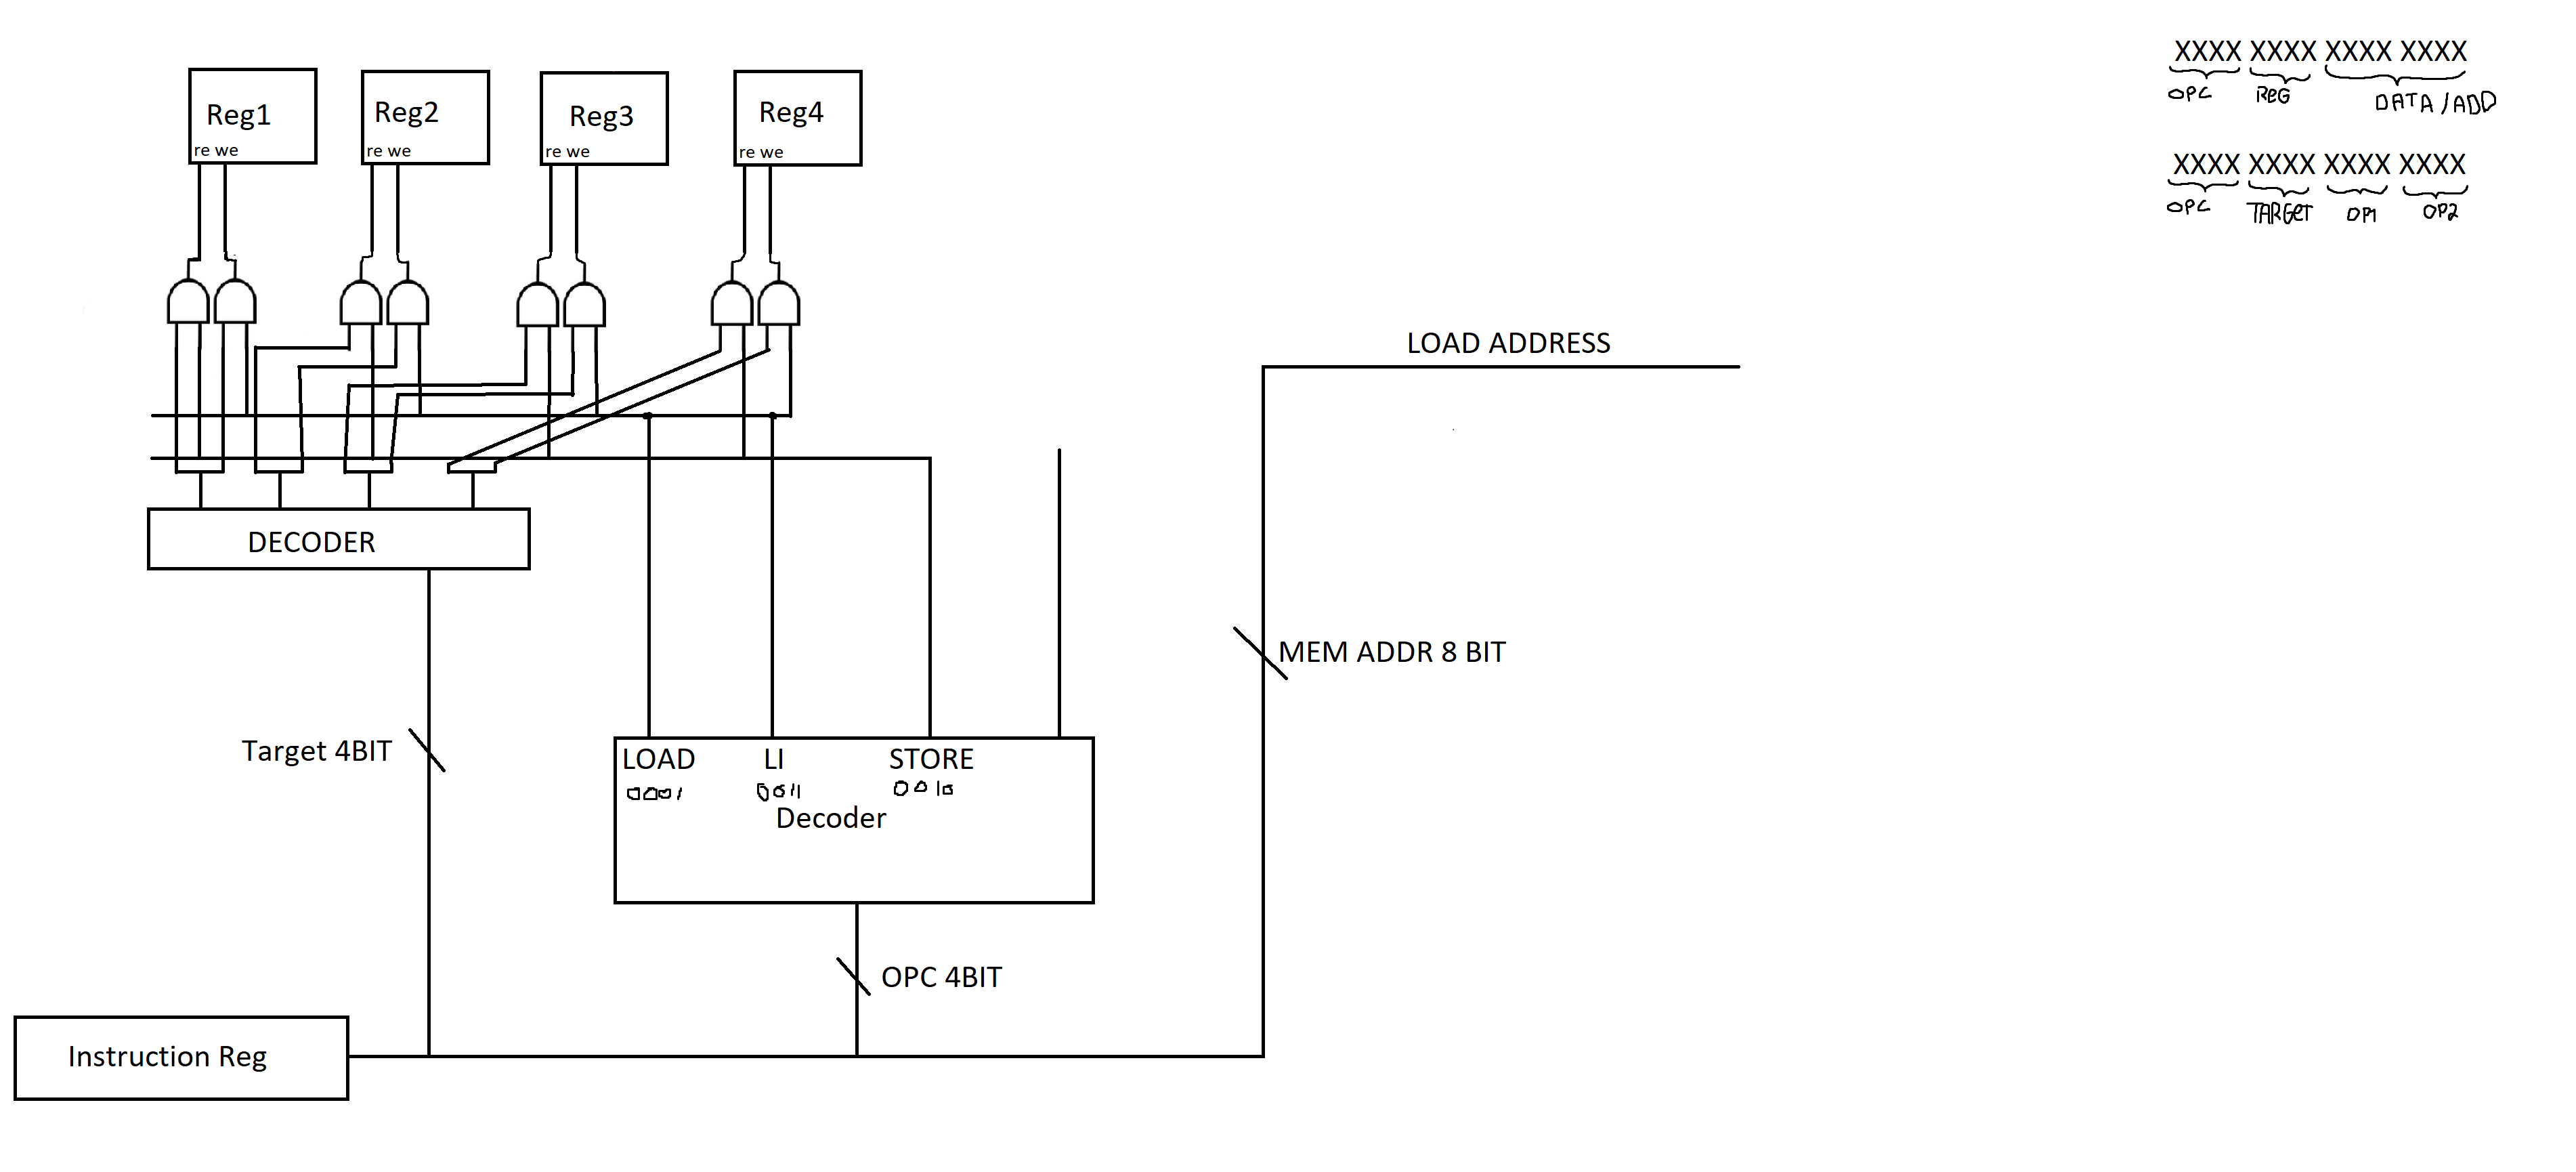 XXXX XXXX XXXX XXXX
OPC REG DATA/ADD
Reg1 Reg2 Reg3 Reg4
re we re we re we re we
XXXX XXXX XXXX XXXX
OPC TARGET OP1 OP2
LOAD ADDRESS
DECODER
MEM ADDR 8 BIT
Target 4BIT
LOAD LI STORE
0001 0011 0010
Decoder
OPC 4BIT
Instruction Reg